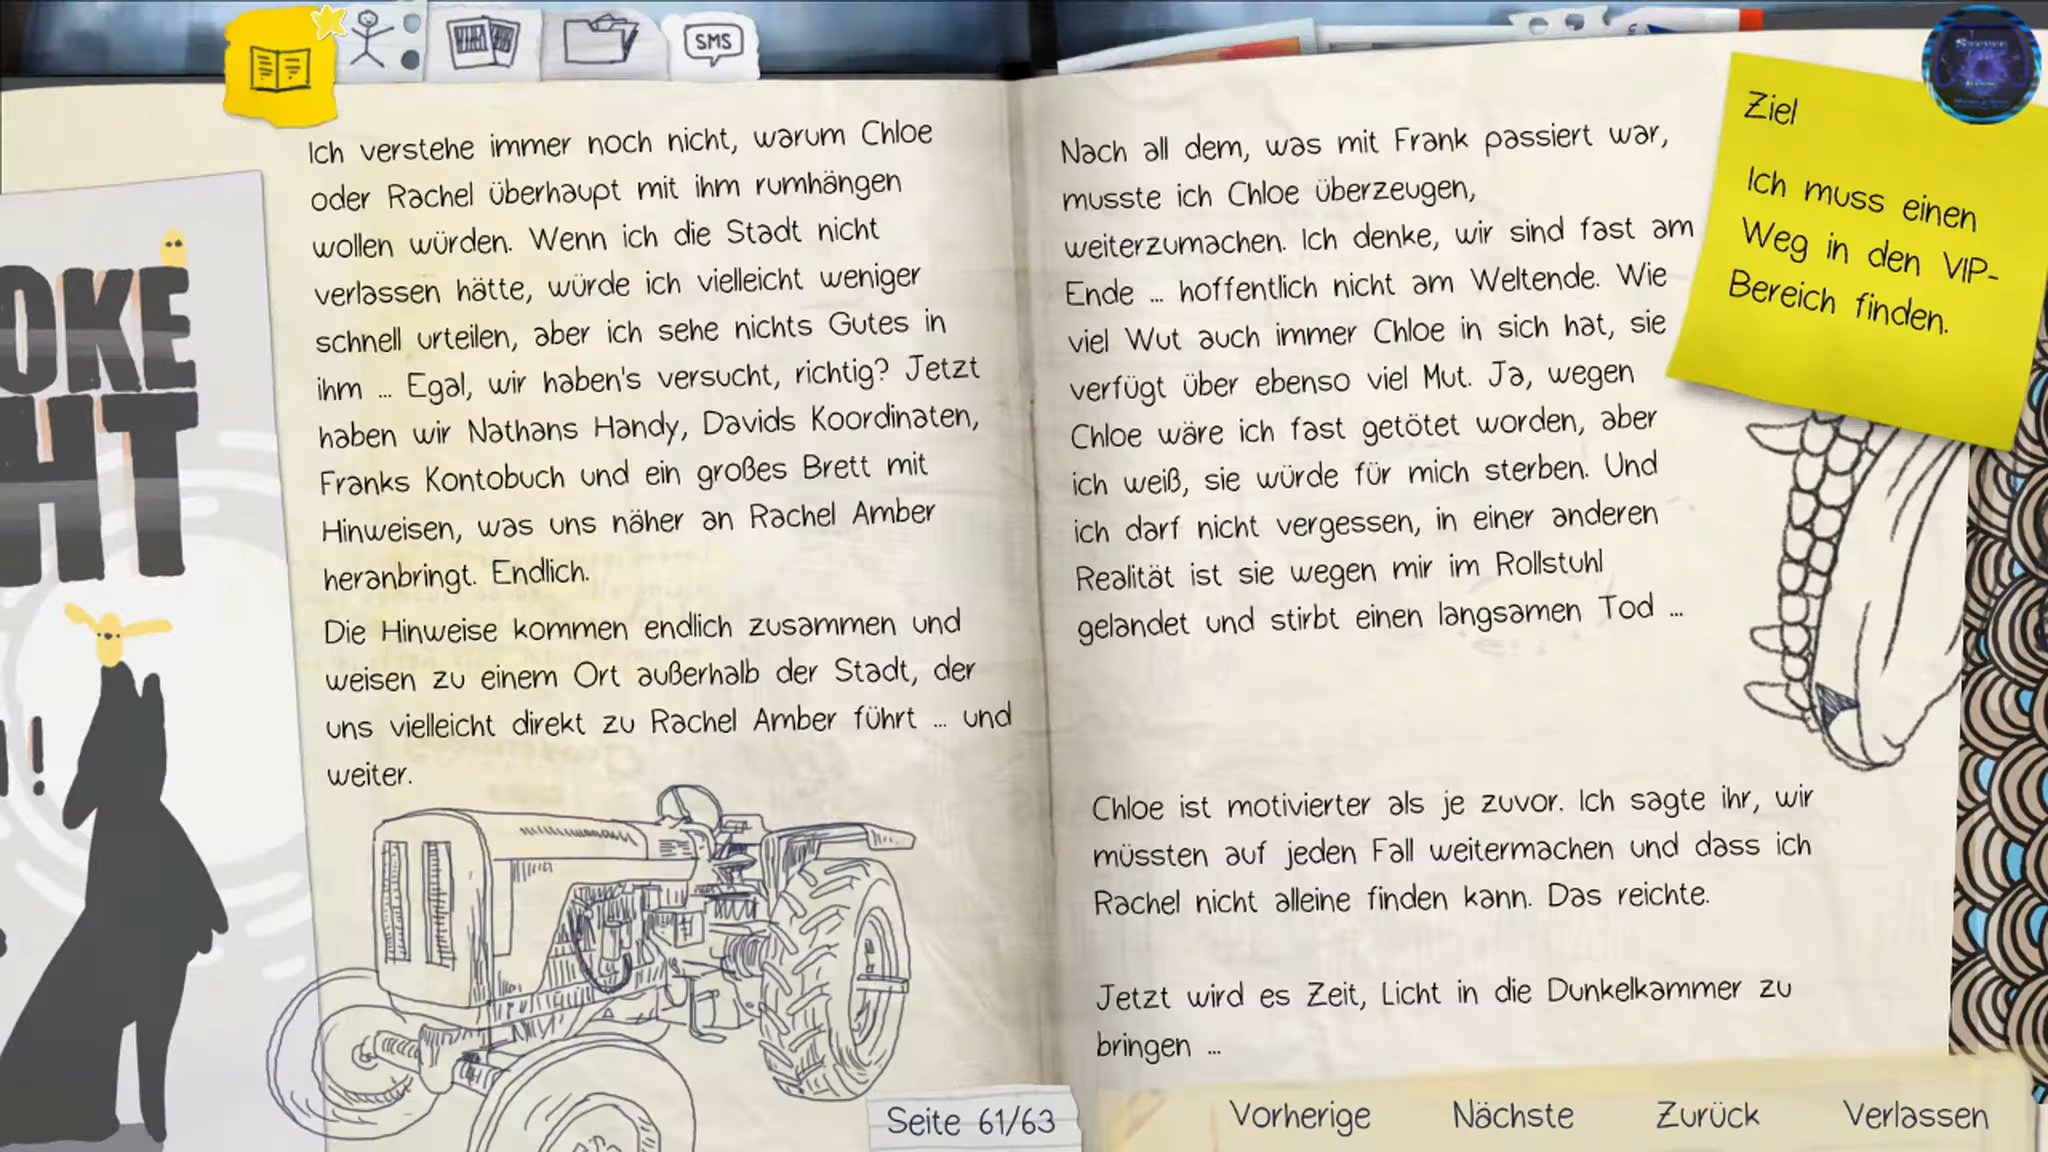 SMS
Ich verstehe immer noch nicht, warum Chloe
oder Rachel überhaupt mit ihm rumhängen
wollen würden. Wenn ich die Stadt nicht
verlassen hätte, würde ich vielleicht weniger
schnell urteilen, aber ich sehe nichts Gutes in
ihm ... Egal, wir haben's versucht, richtig? Jetzt
haben wir Nathans Handy, Davids Koordinaten,
Franks Kontobuch und ein großes Brett mit
Hinweisen, was uns näher an Rachel Amber
heranbringt. Endlich.
Die Hinweise kommen endlich zusammen und
weisen zu einem Ort außerhalb der Stadt, der
uns vielleicht direkt zu Rachel Amber führt ... und
weiter.
OKE
HT
!
Nach all dem, was mit Frank passiert war,
musste ich Chloe überzeugen,
weiterzumachen. Ich denke, wir sind fast am
Ende ... hoffentlich nicht am Weltende. Wie
viel Wut auch immer Chloe in sich hat, sie
verfügt über ebenso viel Mut. Ja, wegen
Chloe wäre ich fast getötet worden, aber
ich weiß, sie würde für mich sterben. Und
ich darf nicht vergessen, in einer anderen
Realität ist sie wegen mir im Rollstuhl
gelandet und stirbt einen langsamen Tod ...
Chloe ist motivierter als je zuvor. Ich sagte ihr, wir
müssten auf jeden Fall weitermachen und dass ich
Rachel nicht alleine finden kann. Das reichte.
Jetzt wird es Zeit, Licht in die Dunkelkammer zu
bringen ...
Ziel
Ich muss einen
Weg in den VIP-
Bereich finden.
Seite 61/63
Vorherige Nächste Zurück Verlassen